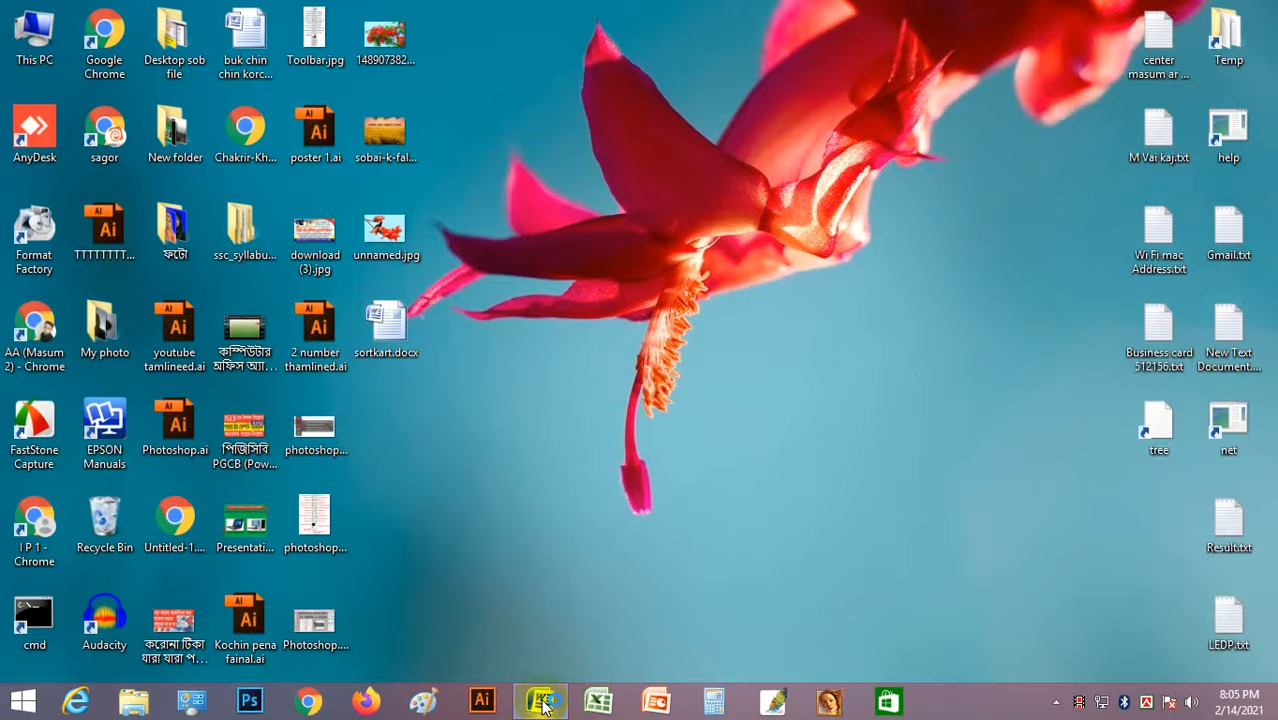 This PC
Google Chrome
Desktop sob file
buk chin chin korc...
Toolbar.jpg
148907382...
center masum ar ...
Temp
AnyDesk
sagor
New folder
Chakrir-Kh...
poster 1.ai
sobai-k-fal...
M Vai kaj.txt
help
Format Factory
TTTTTTTT...
ফটো
ssc_syllabu...
download (3).jpg
unnamed.jpg
Wi Fi mac Address.txt
Gmail.txt
AA (Masum 2) - Chrome
My photo
youtube tamlineed.ai
কম্পিউটার অফিস অ্যা...
2 number thamlined.ai
sortkart.docx
Business card 512156.txt
New Text Document....
FastStone Capture
EPSON Manuals
Photoshop.ai
পিজিসিবি PGCB (Pow...
photoshop...
tree
net
I P 1 - Chrome
Recycle Bin
Untitled-1....
Presentati...
photoshop...
Result.txt
cmd
Audacity
করোনা টিকা যারা যারা প...
Kochin pena fainal.ai
Photoshop....
LEDP.txt
Ps
Ai
8:05 PM
2/14/2021